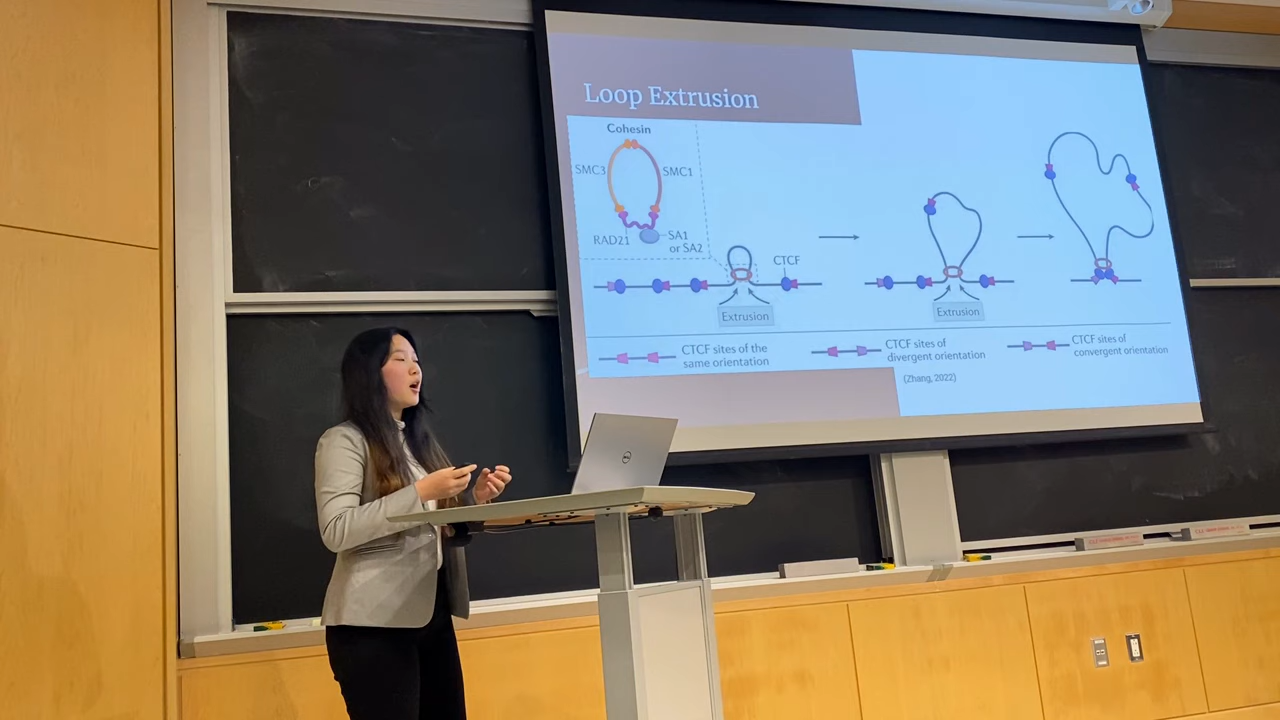 Loop Extrusion
Cohesin
SMC3
SMC1
RAD21
SA1
or SA2
CTCF
Extrusion
Extrusion
CTCF sites of the
same orientation
CTCF sites of
divergent orientation
CTCF sites of
convergent orientation
(Zhang, 2022)
DELL